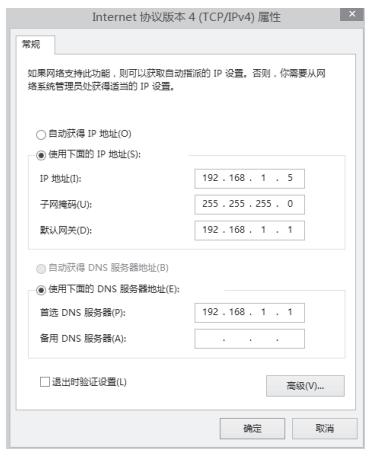 Internet 协议版本 4 (TCP/IPv4) 属性
×
常规
如果网络支持此功能，则可以获取自动指派的 IP 设置。否则，你需要从网
络系统管理员处获得适当的 IP 设置。
自动获得 IP 地址(O)
使用下面的 IP 地址(S):
IP 地址(I): 192 . 168 . 1 . 5
子网掩码(U): 255 . 255 . 255 . 0
默认网关(D): 192 . 168 . 1 . 1
自动获得 DNS 服务器地址(B)
使用下面的 DNS 服务器地址(E):
首选 DNS 服务器(P): 192 . 168 . 1 . 1
备用 DNS 服务器(A): . . .
退出时验证设置(L)
高级(V)...
确定 取消